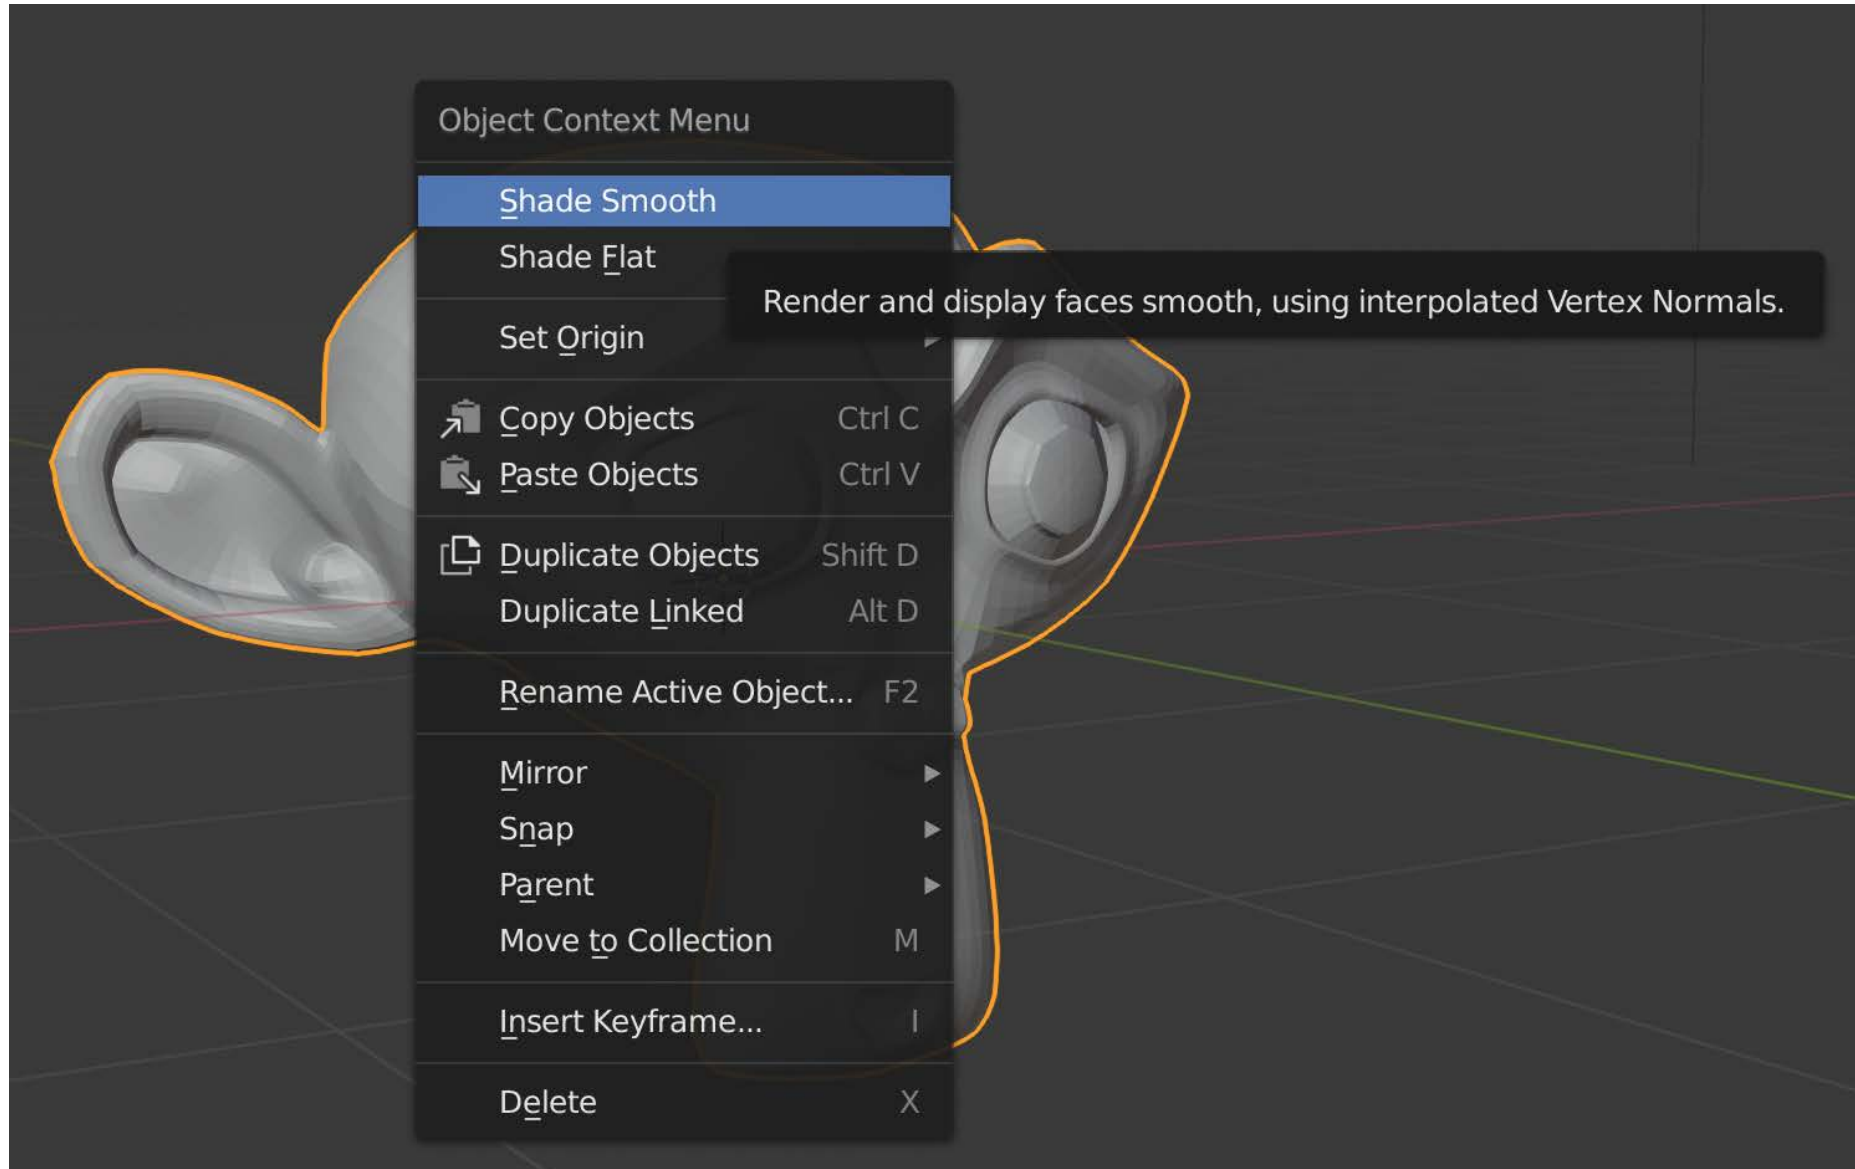 Object Context Menu
Shade Smooth
Shade Flat
Render and display faces smooth, using interpolated Vertex Normals.
Set Origin
Copy Objects Ctrl C
Paste Objects Ctrl V
Duplicate Objects Shift D
Duplicate Linked Alt D
Rename Active Object... F2
Mirror
Snap
Parent
Move to Collection M
Insert Keyframe... I
Delete X